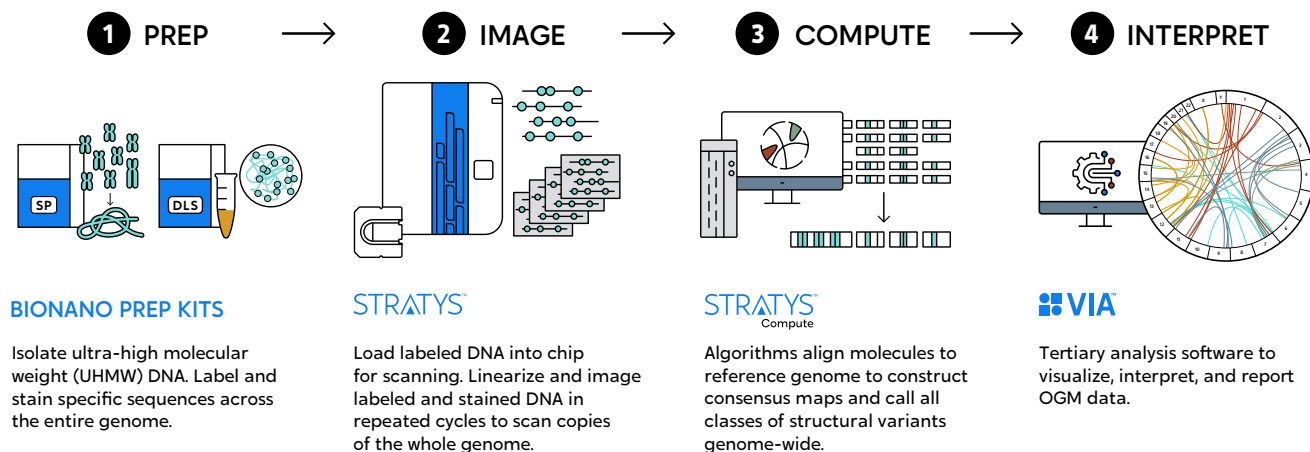 1 PREP
2 IMAGE
3 COMPUTE
4 INTERPRET
SP
DLS
BIONANO PREP KITS
Isolate ultra-high molecular
weight (UHMW) DNA. Label and
stain specific sequences across
the entire genome.
STRATYS™
Load labeled DNA into chip
for scanning. Linearize and image
labeled and stained DNA in
repeated cycles to scan copies
of the whole genome.
STRATYS™
Compute
Algorithms align molecules to
reference genome to construct
consensus maps and call all
classes of structural variants
genome-wide.
VIA™
Tertiary analysis software to
visualize, interpret, and report
OGM data.